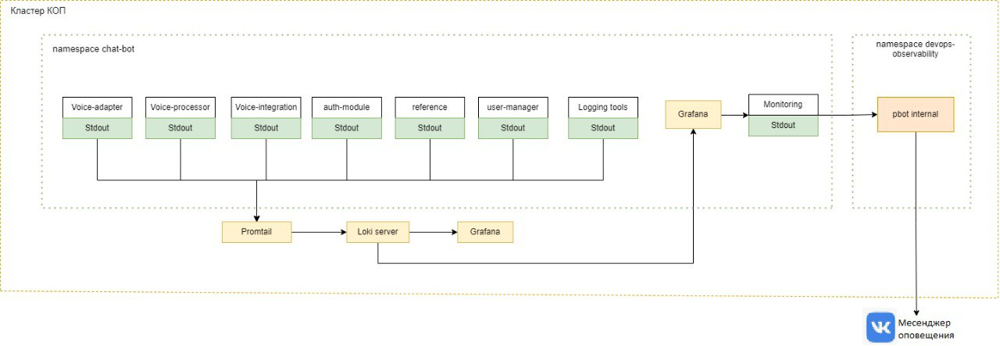 Кластер КОП
namespace chat-bot
namespace devops-
observability
Voice-adapter
Stdout
Voice-processor
Stdout
Voice-integration
Stdout
auth-module
Stdout
reference
Stdout
user-manager
Stdout
Logging tools
Stdout
Grafana
Monitoring
Stdout
pbot internal
Promtail
Loki server
Grafana
Месенджер
оповещения